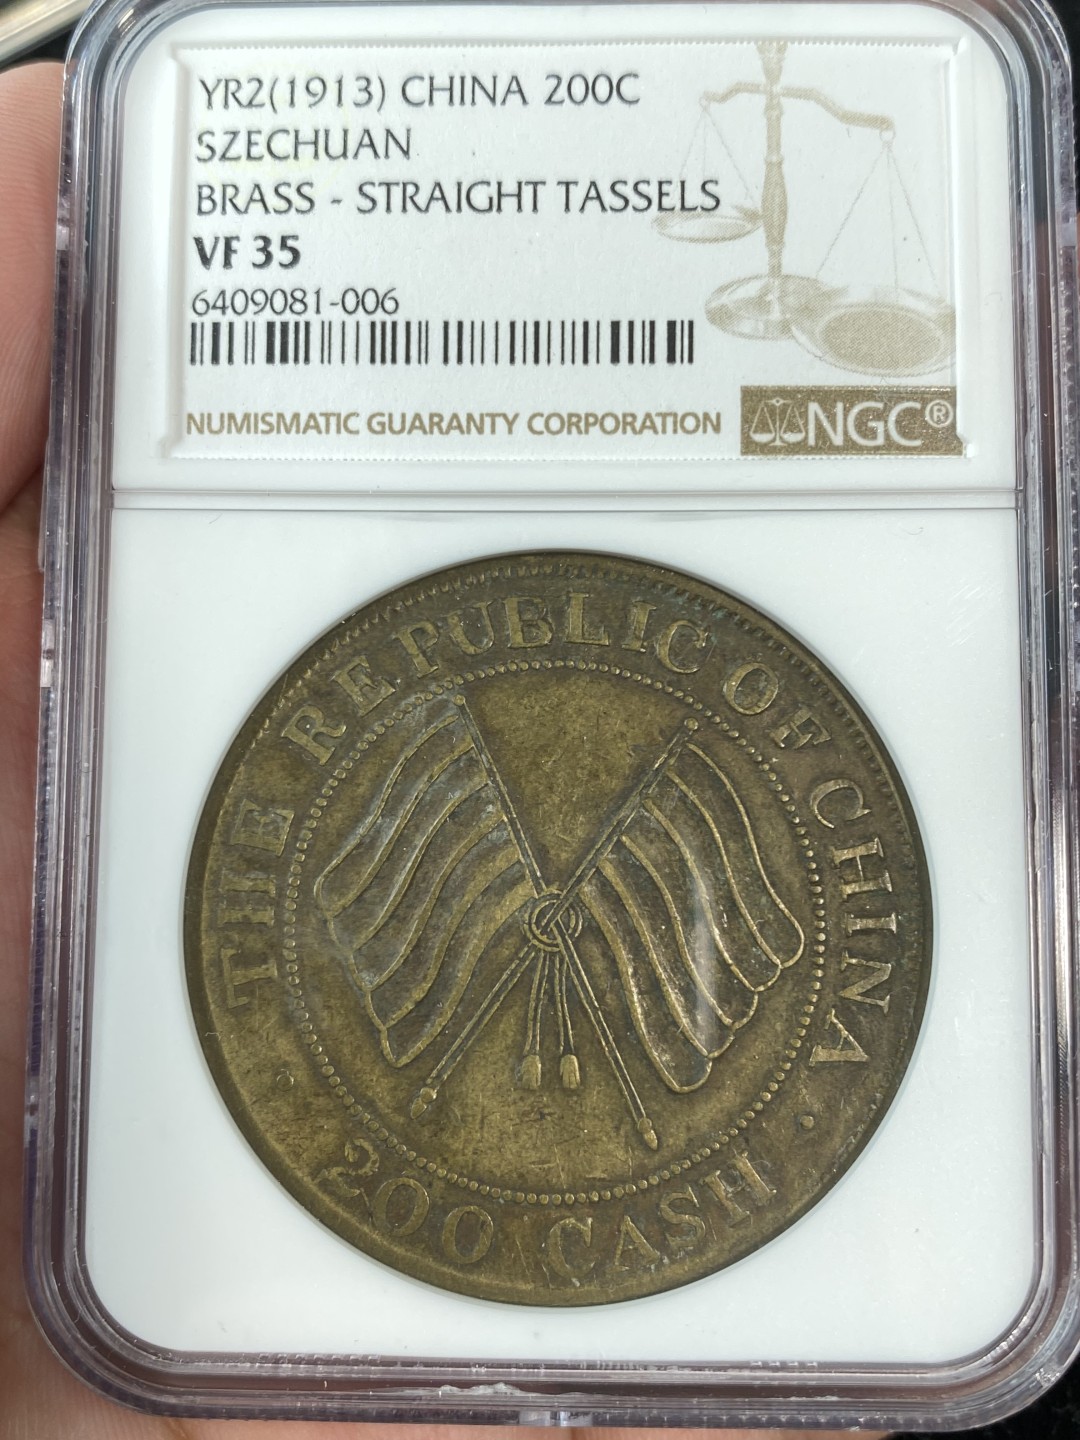 YR2(1913) CHINA 200C
SZECHUAN
BRASS - STRAIGHT TASSELS
VF 35
6409081-006
NUMISMATIC GUARANTY CORPORATION
NGC®
THE REPUBLIC OF CHINA
200 CASH